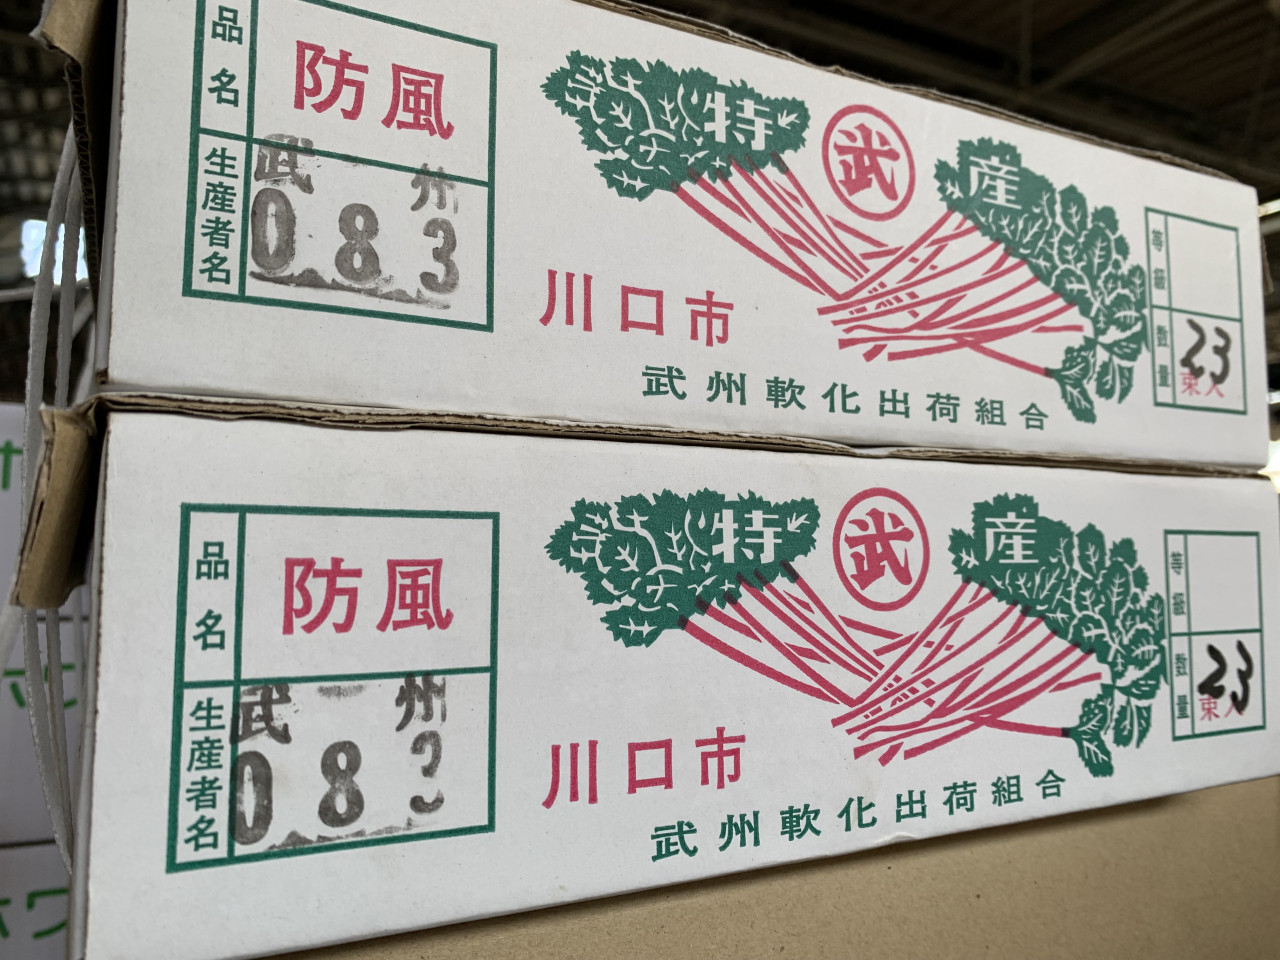 品名
防風
生産者名
武州
083
特産
武
川口市
武州軟化出荷組合
等級
数量
23
束入
品名
防風
生産者名
武州
083
特産
武
川口市
武州軟化出荷組合
等級
数量
23
束入